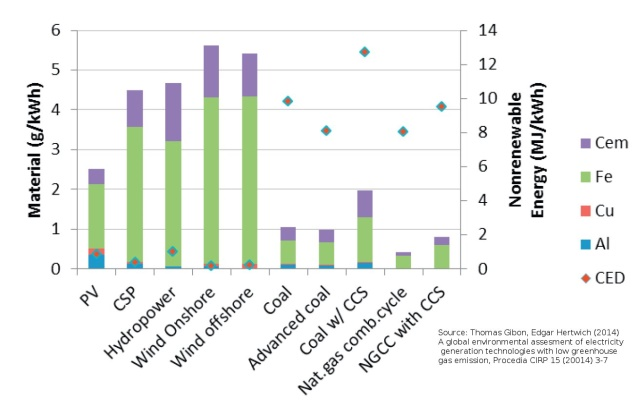 6
5
4
3
2
1
0
Material (g/kWh)
14
12
10
8
6
4
2
0
Nonrenewable
Energy (MJ/kWh)
Cem
Fe
Cu
Al
CED
PV
CSP
Hydropower
Wind Onshore
Wind offshore
Coal
Advanced coal
Coal w/ CCS
Nat.gas comb.cycle
NGCC with CCS
Source: Thomas Gibon, Edgar Hertwich (2014)
A global environmental assesment of electricity
generation technologies with low greenhouse
gas emission, Procedia CIRP 15 (20014) 3-7